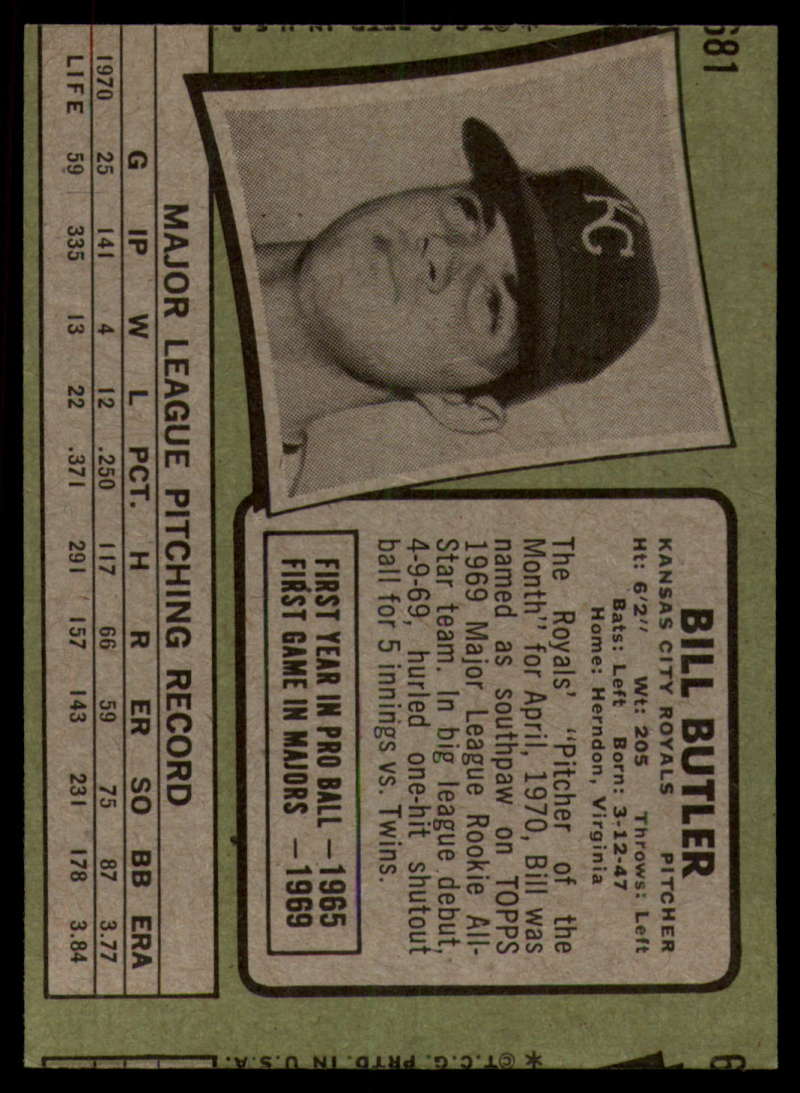 681
KC
BILL BUTLER
KANSAS CITY ROYALS PITCHER
Ht: 6'2" Wt: 205 Throws: Left
Bats: Left Born: 3-12-47
Home: Herndon, Virginia
The Royals' "Pitcher of the
Month" for April, 1970, Bill was
named as southpaw on TOPPS
1969 Major League Rookie All-
Star team. In big league debut,
4-9-69, hurled one-hit shutout
ball for 5 innings vs. Twins.
FIRST YEAR IN PRO BALL – 1965
FIRST GAME IN MAJORS – 1969
MAJOR LEAGUE PITCHING RECORD
G IP W L PCT. H R ER SO BB ERA
1970 25 141 4 12 .250 117 66 59 75 87 3.77
LIFE 59 335 13 22 .371 291 157 143 231 178 3.84
*©T.C.G. PRTD. IN U.S.A.